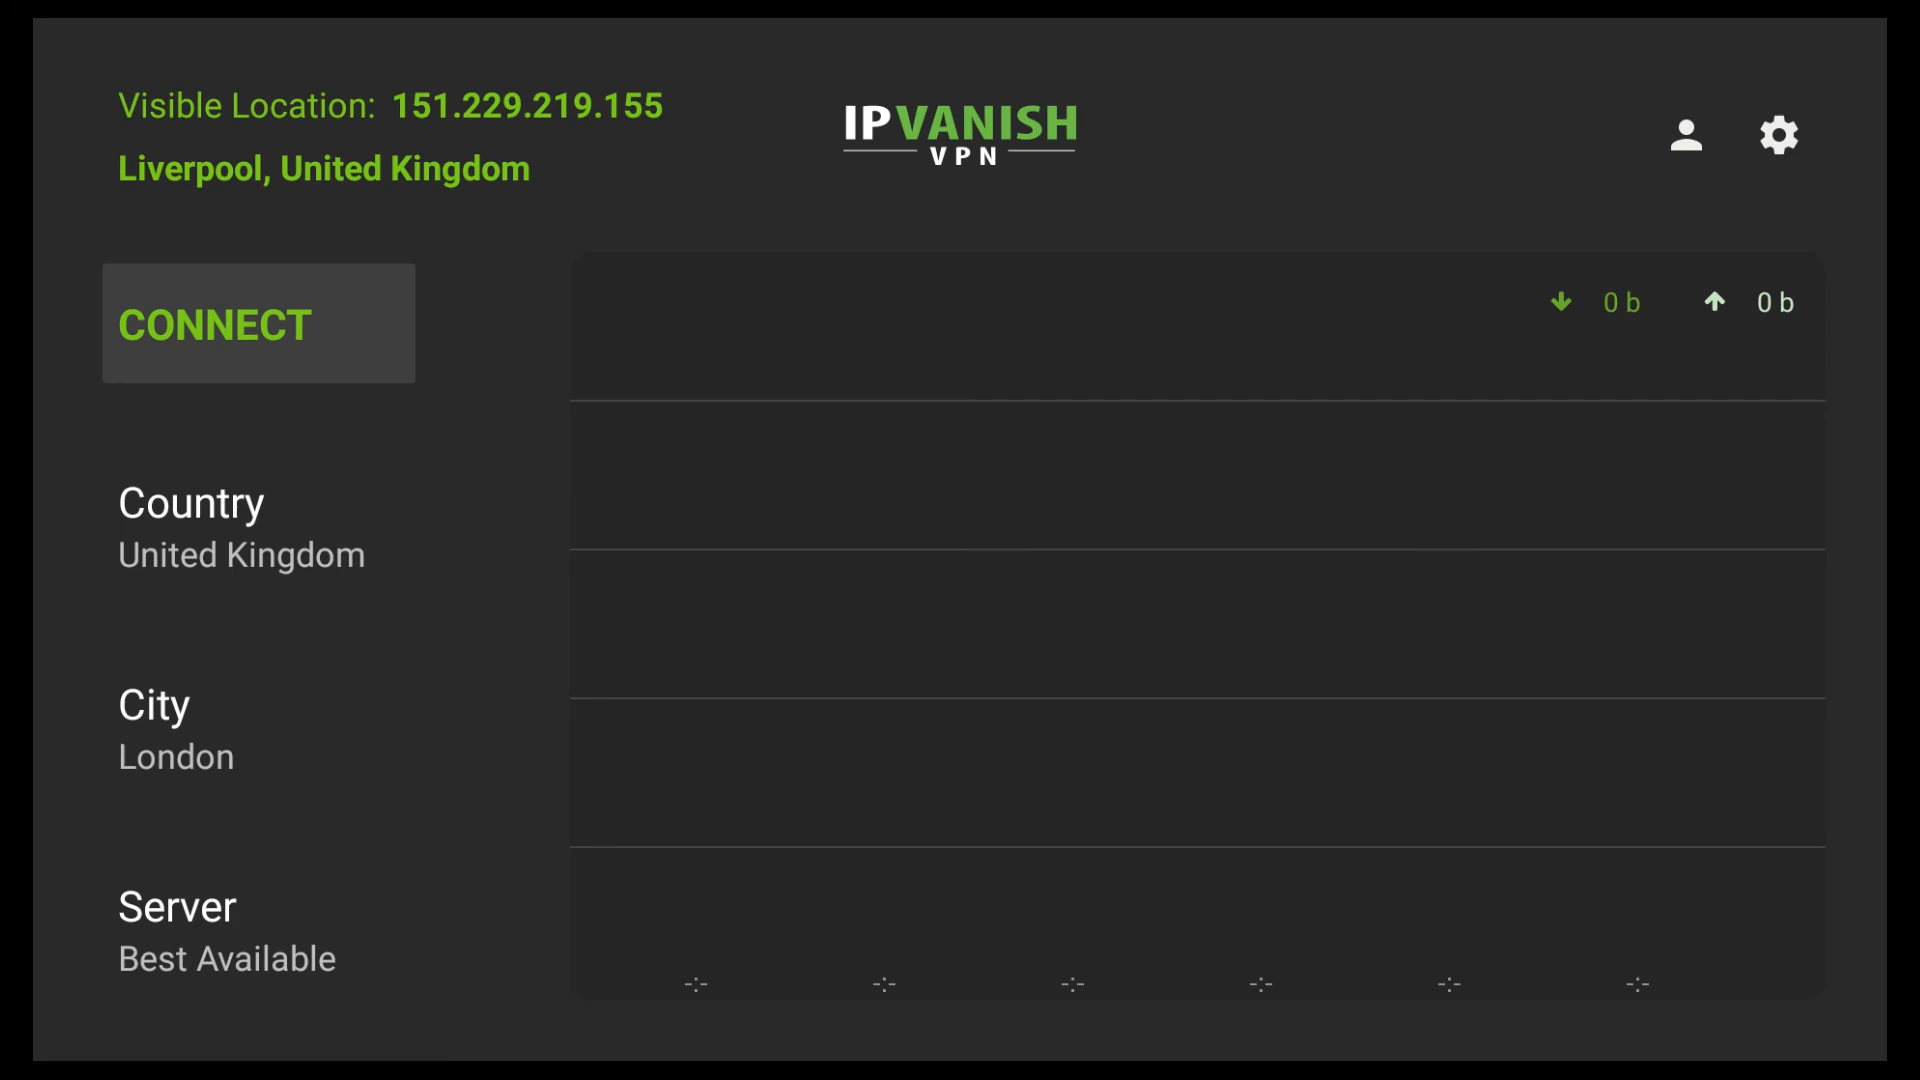 Visible Location: 151.229.219.155
Liverpool, United Kingdom
IPVANISH
VPN
CONNECT
0 b
0 b
Country
United Kingdom
City
London
Server
Best Available
-:-
-:-
-:-
-:-
-:-
-:-